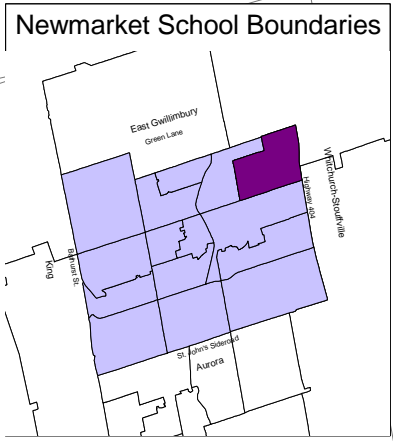 Newmarket School Boundaries
East Gwillimbury
Green Lane
Whitchurch-Stouffville
Highway 404
King
Bathurst St.
St. John's Sideroad
Aurora